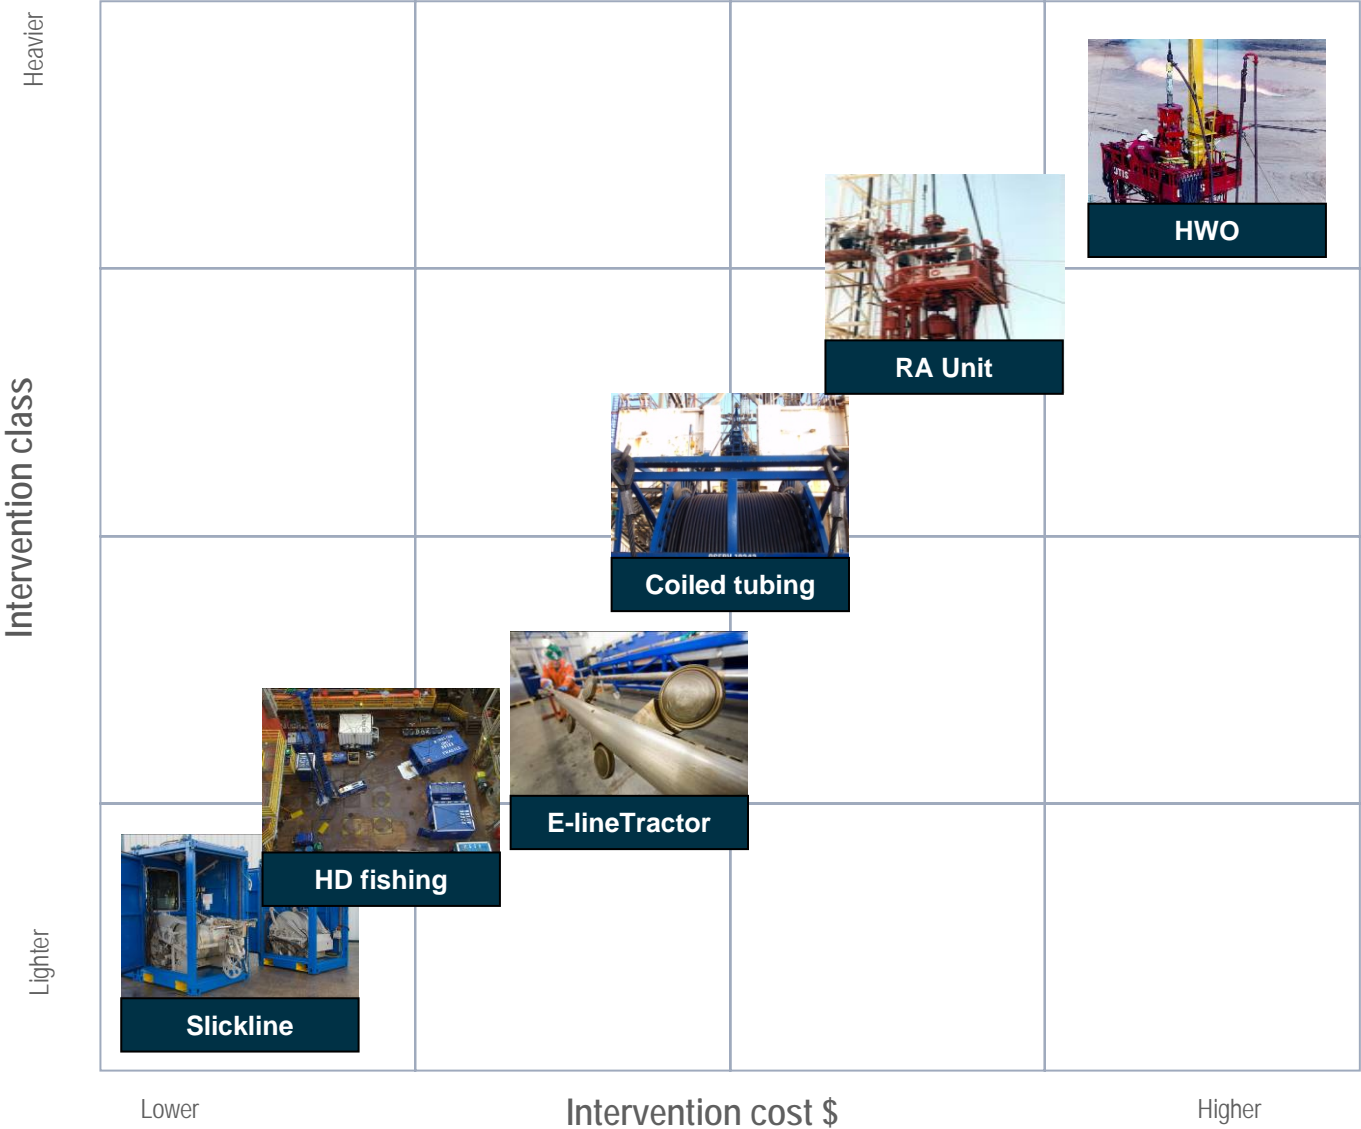 Heavier
HWO
RA Unit
Intervention class
Coiled tubing
E-lineTractor
HD fishing
Lighter
Slickline
Lower
Intervention cost $
Higher